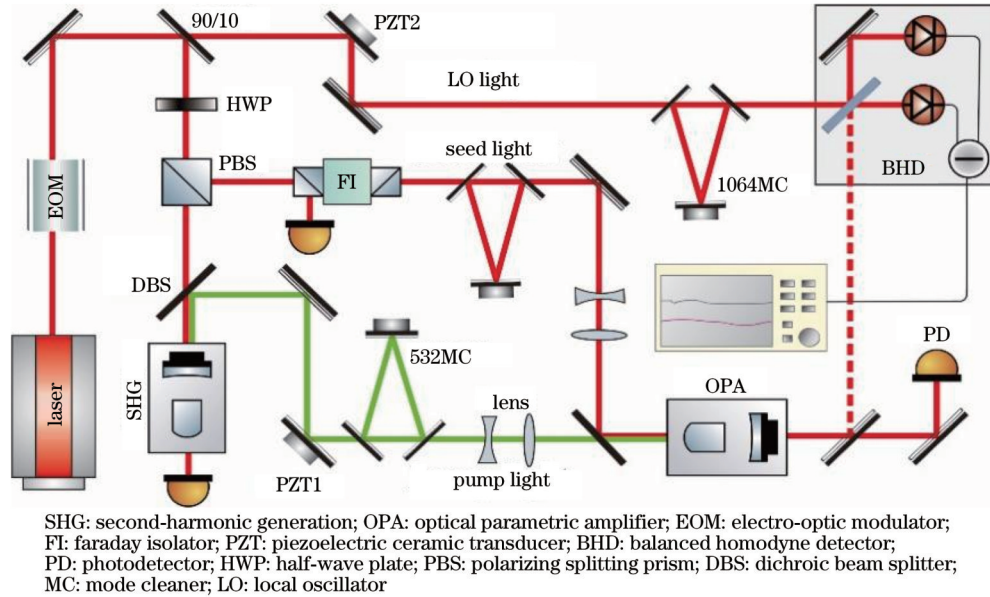 90/10
PZT2
LO light
HWP
PBS
FI
seed light
1064MC
BHD
EOM
DBS
532MC
PD
laser
SHG
OPA
lens
PZT1
pump light
SHG: second-harmonic generation; OPA: optical parametric amplifier; EOM: electro-optic modulator;
FI: faraday isolator; PZT: piezoelectric ceramic transducer; BHD: balanced homodyne detector;
PD: photodetector; HWP: half-wave plate; PBS: polarizing splitting prism; DBS: dichroic beam splitter;
MC: mode cleaner; LO: local oscillator